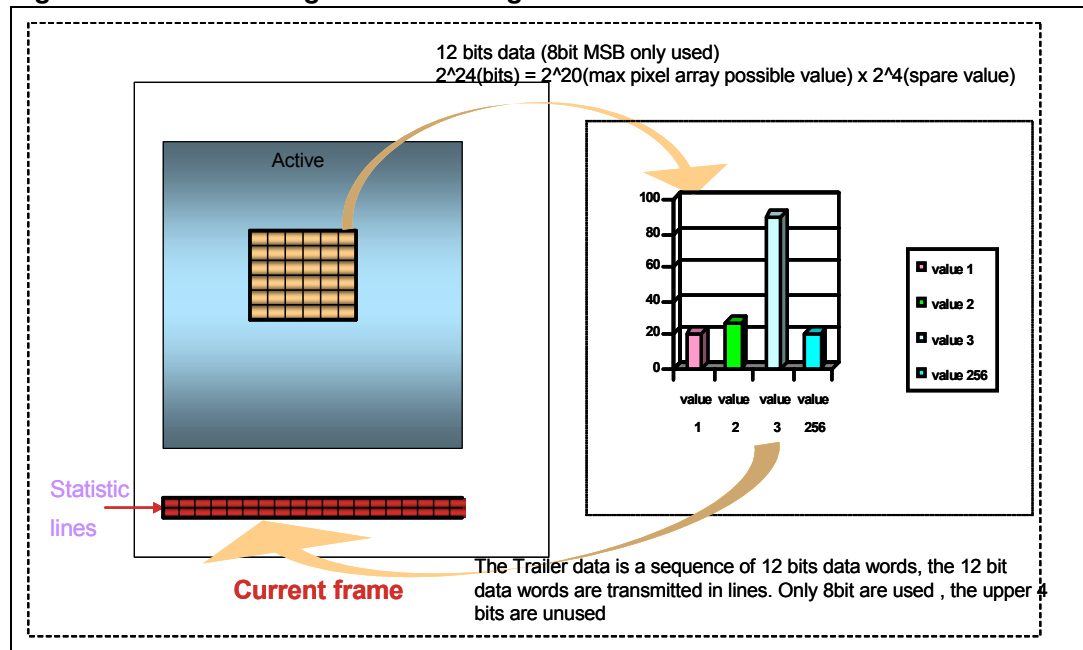 12 bits data (8bit MSB only used)
2^24(bits) = 2^20(max pixel array possible value) x 2^4(spare value)
Active
100
80
60
40
20
0
value value value value
1 2 3 256
value 1
value 2
value 3
value 256
Statistic
lines
Current frame
The Trailer data is a sequence of 12 bits data words, the 12 bit
data words are transmitted in lines. Only 8bit are used , the upper 4
bits are unused